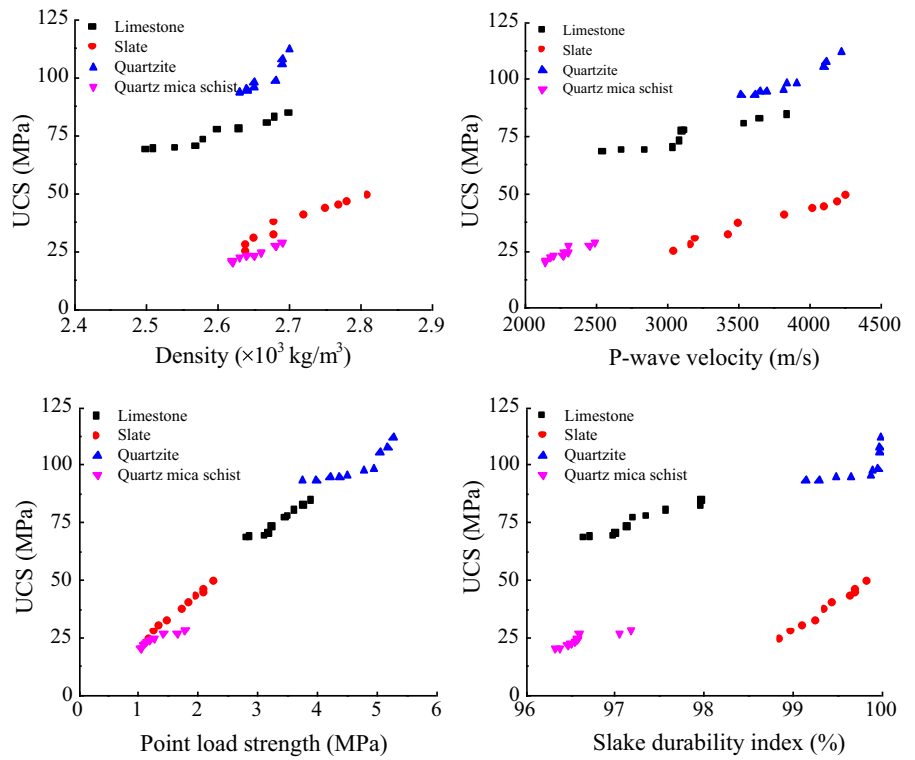 125
100
75
50
25
0
UCS (MPa)
Limestone
Slate
Quartzite
Quartz mica schist
2.4 2.5 2.6 2.7 2.8 2.9
Density (×10³ kg/m³)
125
100
75
50
25
0
UCS (MPa)
Limestone
Slate
Quartzite
Quartz mica schist
2000 2500 3000 3500 4000 4500
P-wave velocity (m/s)
125
100
75
50
25
0
UCS (MPa)
Limestone
Slate
Quartzite
Quartz mica schist
0 1 2 3 4 5 6
Point load strength (MPa)
125
100
75
50
25
0
UCS (MPa)
Limestone
Slate
Quartzite
Quartz mica schist
96 97 98 99 100
Slake durability index (%)